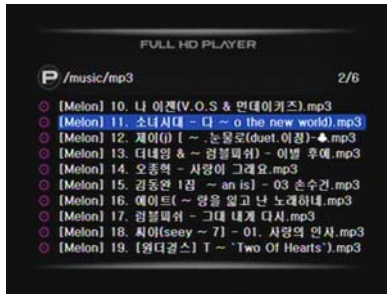 FULL HD PLAYER
P /music/mp3 2/6
[Melon] 10. 나 이젠(V.O.S & 먼데이키즈).mp3
[Melon] 11. 소녀시대 - 다 ~ o the new world).mp3
[Melon] 12. 제이(j) [ ~ .눈물로(duet.이정)-♣.mp3
[Melon] 13. 더네임 & ~ 럼블피쉬) - 이별 후에.mp3
[Melon] 14. 오종혁 - 사랑이 그래요.mp3
[Melon] 15. 김동완 1집 ~ an is] - 03 손수건.mp3
[Melon] 16. 에이트( ~ 랑을 잃고 난 노래하네.mp3
[Melon] 17. 럼블피쉬 - 그대 내게 다시.mp3
[Melon] 18. 씨야(seey ~ 7] - 01. 사랑의 인사.mp3
[Melon] 19. [원더걸스] T ~ `Two Of Hearts`).mp3